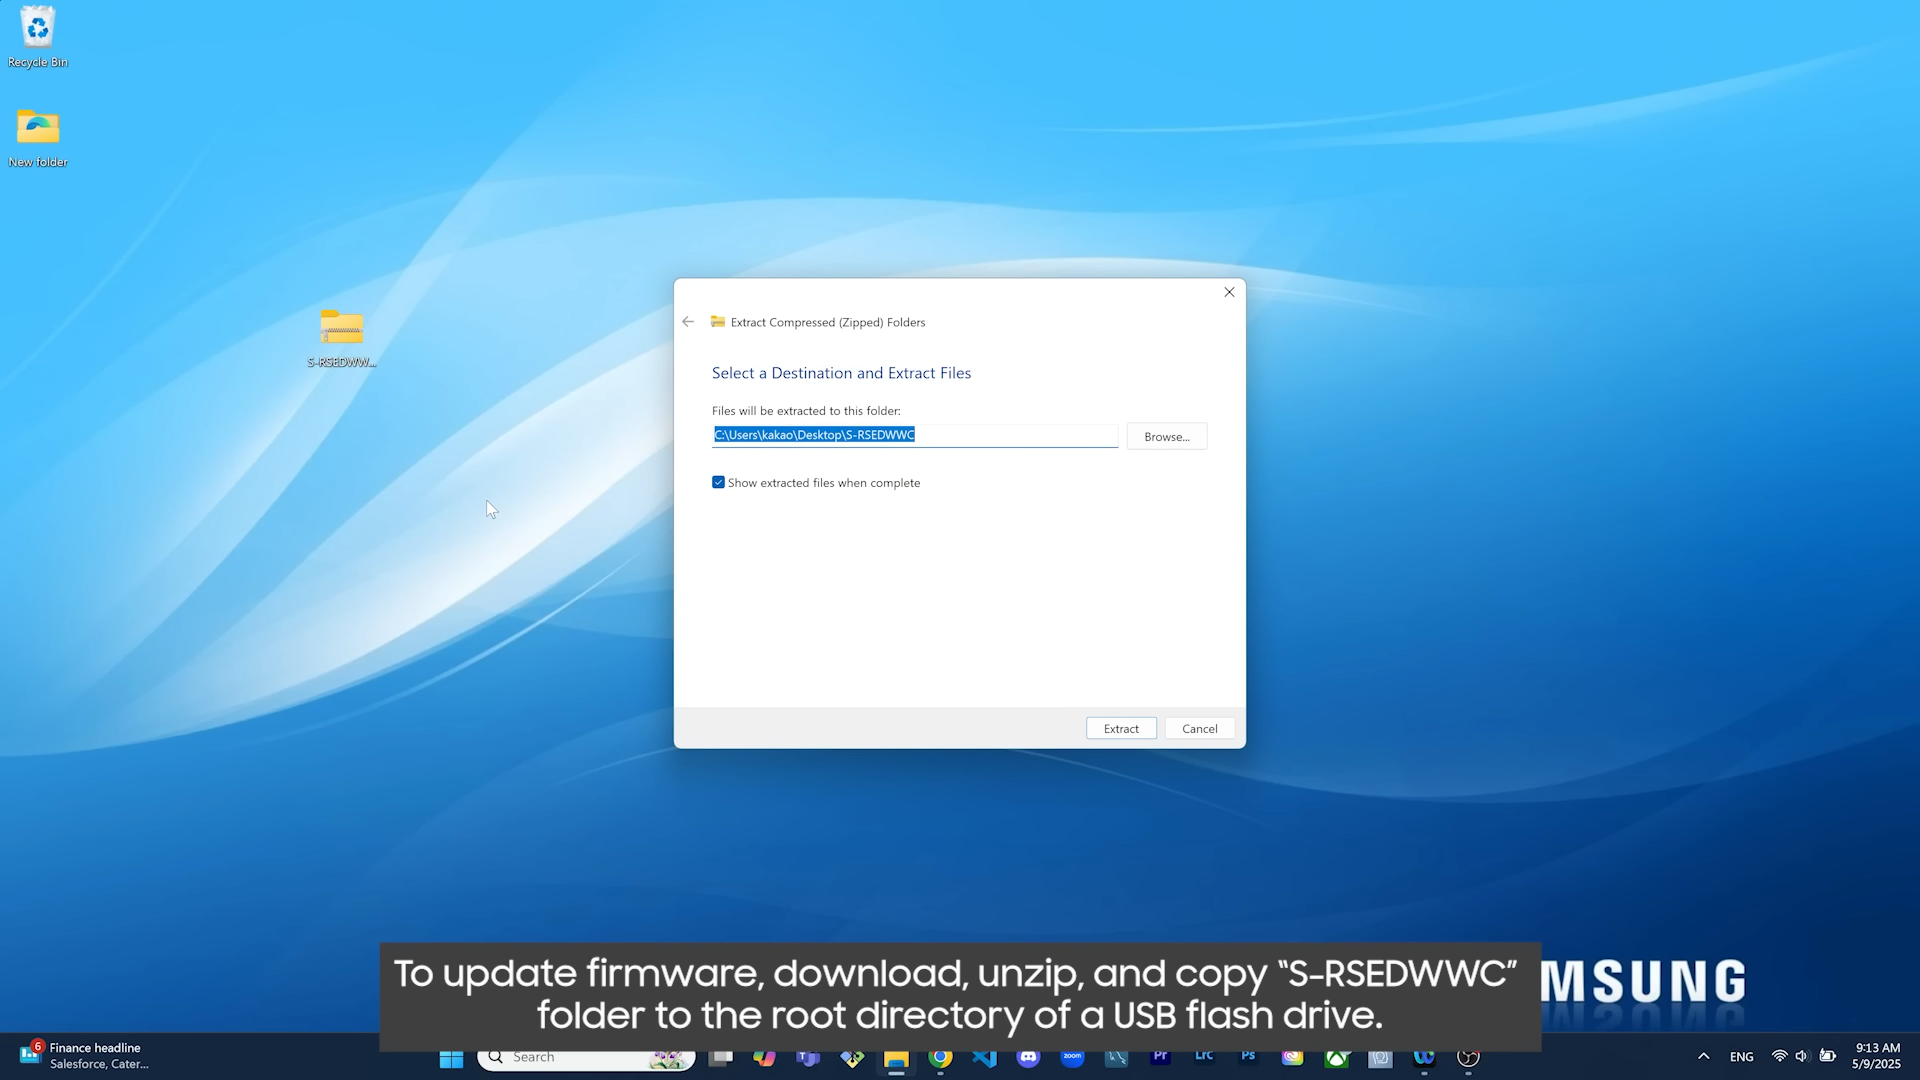 Recycle Bin
New folder
S-RSEDWW...
Extract Compressed (Zipped) Folders
Select a Destination and Extract Files
Files will be extracted to this folder:
C:\Users\kakao\Desktop\S-RSEDWWC
Browse...
Show extracted files when complete
Extract
Cancel
MSUNG
To update firmware, download, unzip, and copy “S-RSEDWWC”
folder to the root directory of a USB flash drive.
6
Finance headline
Salesforce, Cater...
Search
zoom
Pr
Lrc
Ps
ENG
9:13 AM
5/9/2025